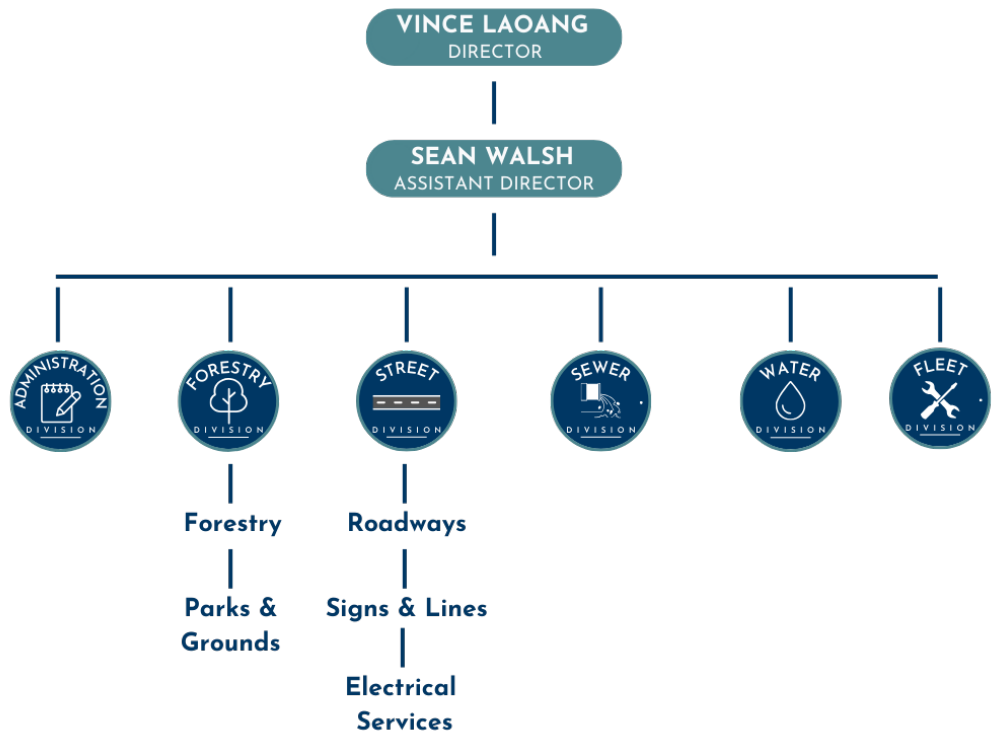 VINCE LAOANG
DIRECTOR
SEAN WALSH
ASSISTANT DIRECTOR
ADMINISTRATION
DIVISION
FORESTRY
DIVISION
STREET
DIVISION
SEWER
DIVISION
WATER
DIVISION
FLEET
DIVISION
Forestry
Parks &
Grounds
Roadways
Signs & Lines
Electrical
Services